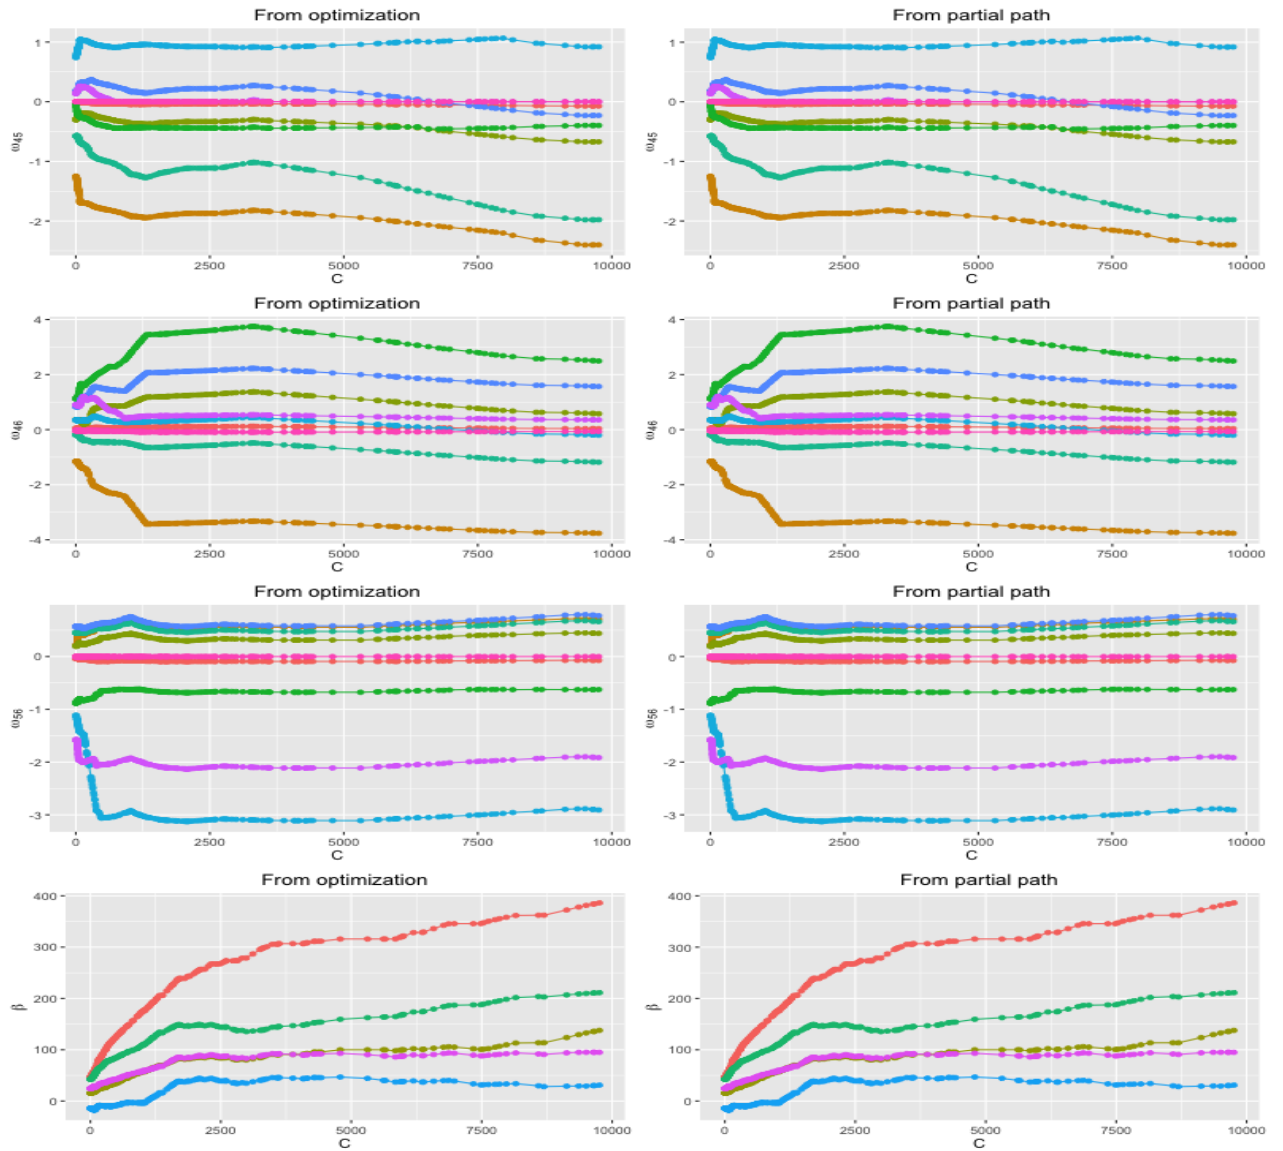 From optimization From partial path
1 1
0 0
-1 -1
-2 -2
ω45 ω45
0 2500 5000 7500 10000 0 2500 5000 7500 10000
C C
From optimization From partial path
4 4
2 2
0 0
-2 -2
-4 -4
ω46 ω46
0 2500 5000 7500 10000 0 2500 5000 7500 10000
C C
From optimization From partial path
0 0
-1 -1
-2 -2
-3 -3
ω56 ω56
0 2500 5000 7500 10000 0 2500 5000 7500 10000
C C
From optimization From partial path
400 400
300 300
200 200
100 100
0 0
β β
0 2500 5000 7500 10000 0 2500 5000 7500 10000
C C